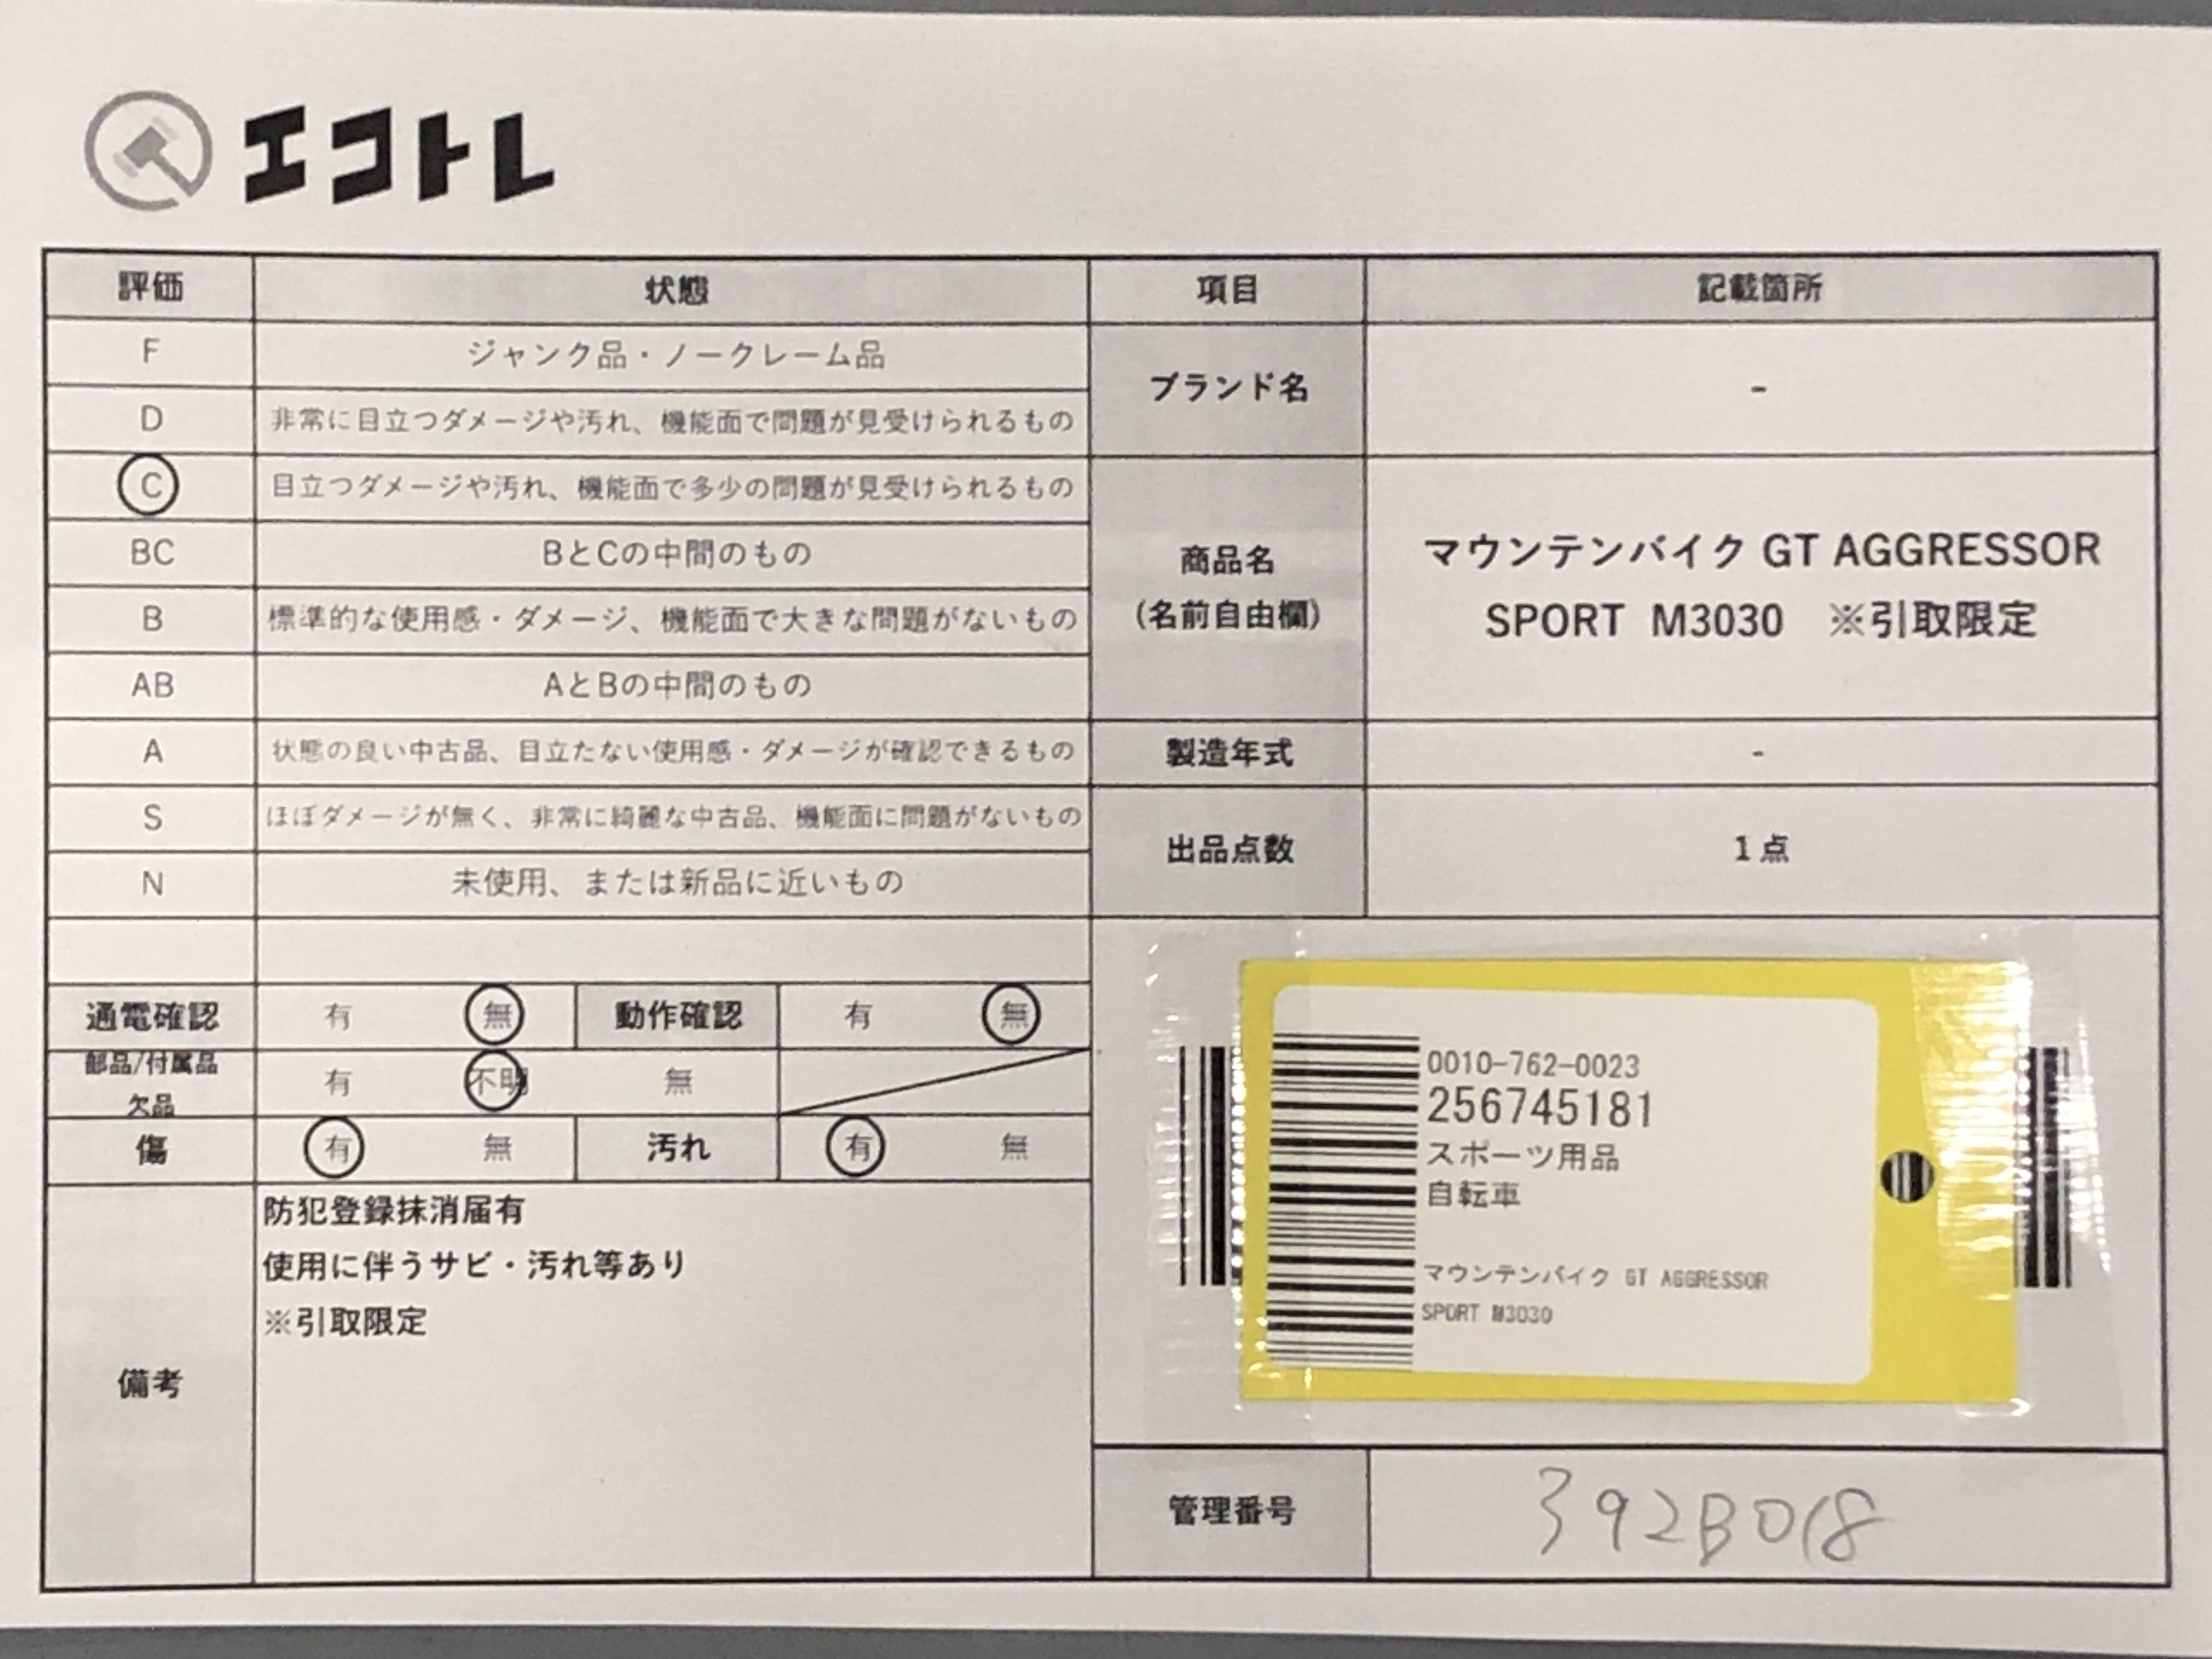 エコトレ
評価 状態 項目 記載箇所
F ジャンク品・ノークレーム品
D 非常に目立つダメージや汚れ、機能面で問題が見受けられるもの
ブランド名 -
C 目立つダメージや汚れ、機能面で多少の問題が見受けられるもの
BC BとCの中間のもの
B 標準的な使用感・ダメージ、機能面で大きな問題がないもの
AB AとBの中間のもの
商品名
(名前自由欄)
マウンテンバイク GT AGGRESSOR
SPORT M3030 ※引取限定
A 状態の良い中古品、目立たない使用感・ダメージが確認できるもの
製造年式 -
S ほぼダメージが無く、非常に綺麗な中古品、機能面に問題がないもの
N 未使用、または新品に近いもの
出品点数 1点
通電確認 有 無 動作確認 有 無
部品/付属品
欠品
有 不明 無
傷 有 無 汚れ 有 無
備考
防犯登録抹消届有
使用に伴うサビ・汚れ等あり
※引取限定
0010-762-0023
256745181
スポーツ用品
自転車
マウンテンバイク GT AGGRESSOR
SPORT M3030
管理番号 392B018